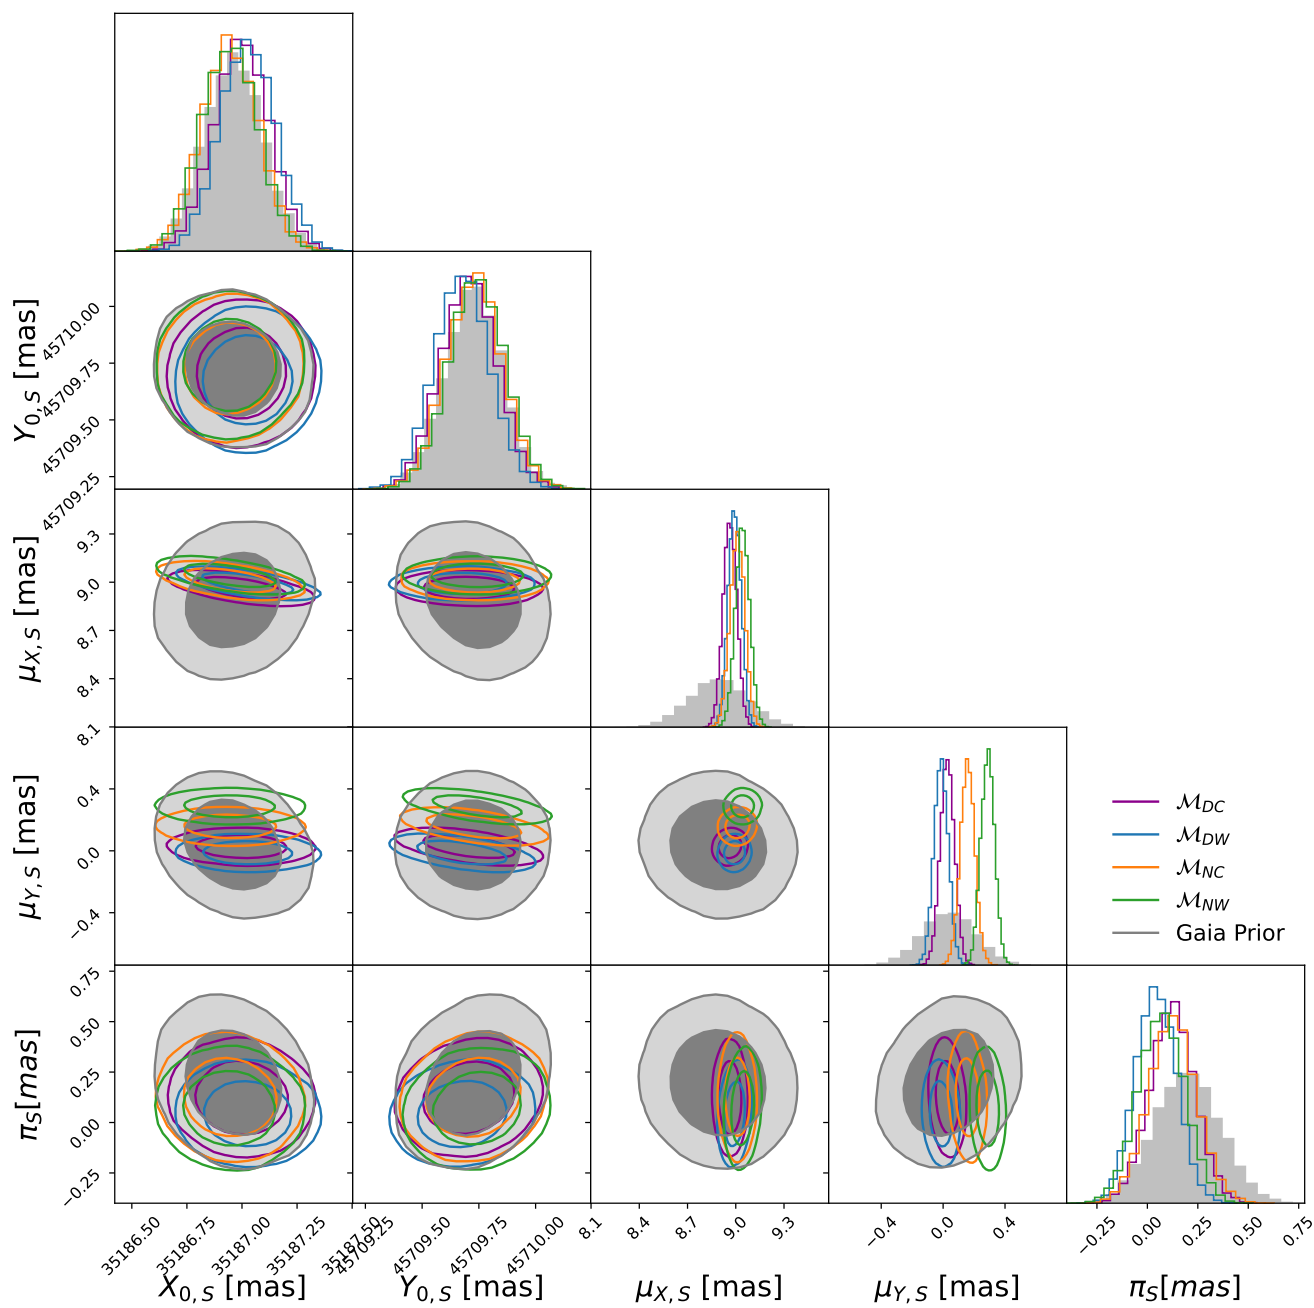 Y0,S [mas]
45710.00
45709.75
45709.50
45709.25
μX,S [mas]
9.3
9.0
8.7
8.4
8.1
μY,S [mas]
0.4
0.0
−0.4
MDC
MDW
MNC
MNW
Gaia Prior
πS[mas]
0.75
0.50
0.25
0.00
−0.25
35186.50
35186.75
35187.00
35187.25
35187.50
45709.25
45709.50
45709.75
45710.00
8.1
8.4
8.7
9.0
9.3
−0.4
0.0
0.4
−0.25
0.00
0.25
0.50
0.75
X0,S [mas]
Y0,S [mas]
μX,S [mas]
μY,S [mas]
πS[mas]